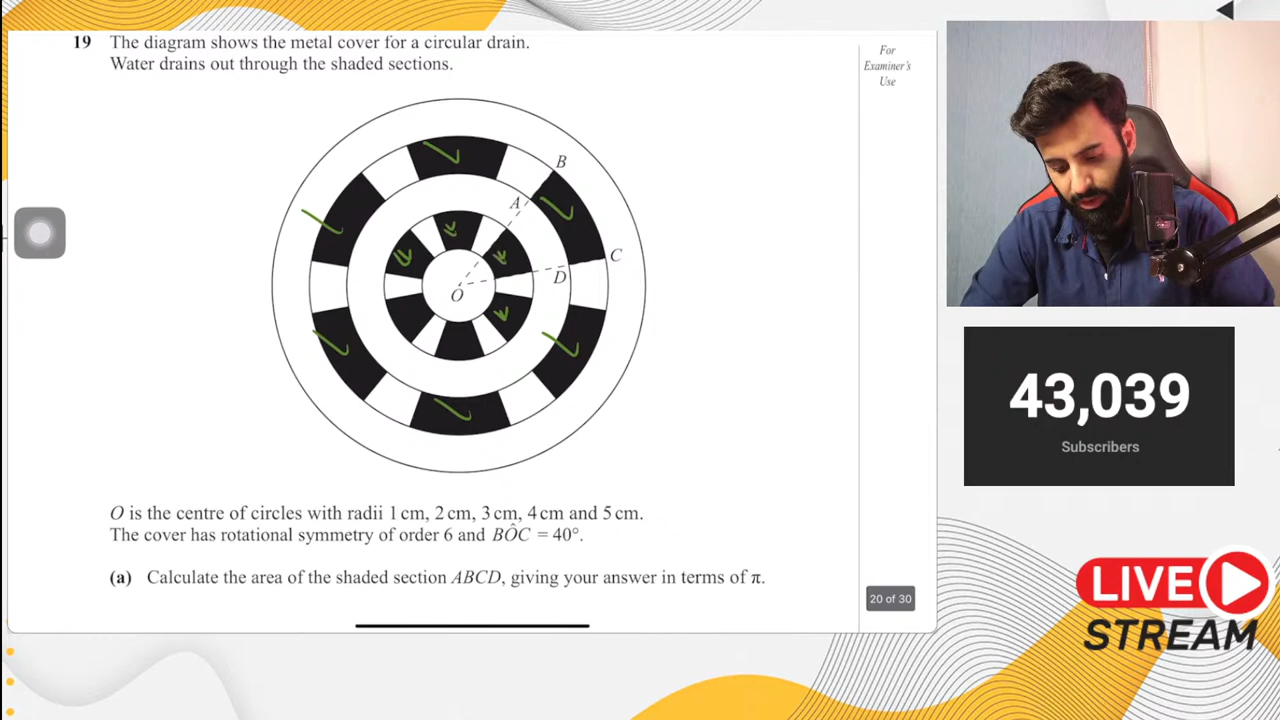 19 The diagram shows the metal cover for a circular drain.
Water drains out through the shaded sections.
For
Examiner's
Use
B
A
C
D
O
O is the centre of circles with radii 1 cm, 2 cm, 3 cm, 4 cm and 5 cm.
The cover has rotational symmetry of order 6 and BÔC = 40°.
(a) Calculate the area of the shaded section ABCD, giving your answer in terms of π.
20 of 30
43,039
Subscribers
LIVE
STREAM